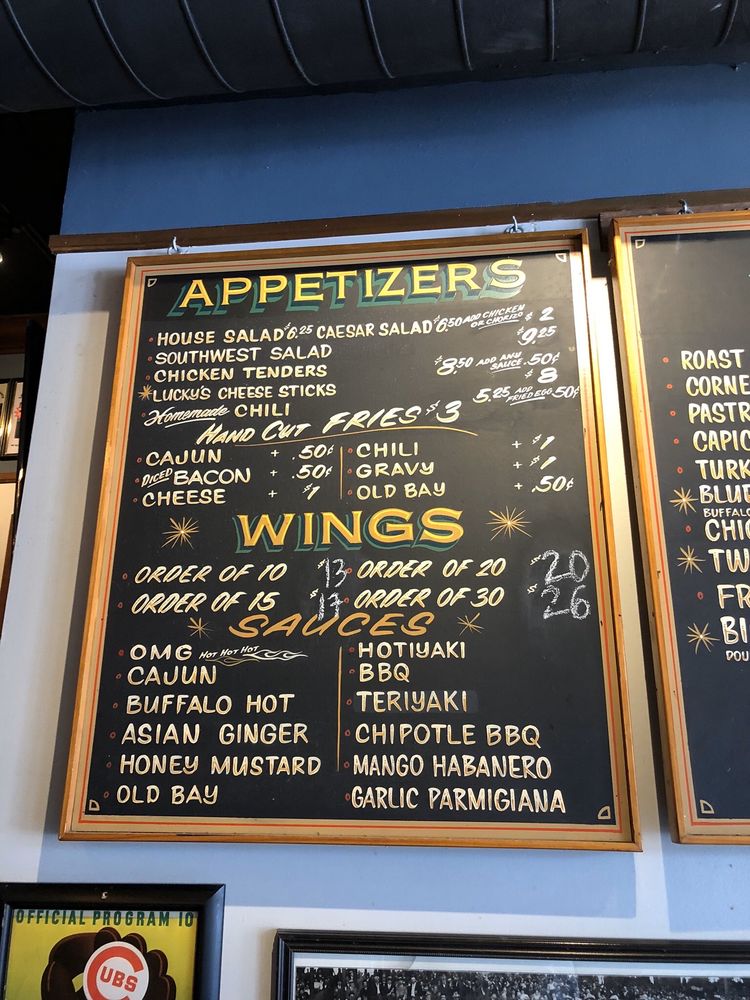 APPETIZERS
HOUSE SALAD $6.25 CAESAR SALAD $6.50 ADD CHICKEN OR CHORIZO $2
SOUTHWEST SALAD $9.25
CHICKEN TENDERS $8.50 ADD ANY SAUCE .50¢
LUCKY'S CHEESE STICKS $8
Homemade CHILI 5.25 ADD FRIED EGG .50¢
HAND CUT FRIES $3
CAJUN + .50¢ CHILI + $1
DICED BACON + .50¢ GRAVY + $1
CHEESE + $1 OLD BAY + .50¢
WINGS
ORDER OF 10 $13 ORDER OF 20 $20
ORDER OF 15 $17 ORDER OF 30 $26
SAUCES
OMG HOT HOT HOT HOTIYAKI
CAJUN BBQ
BUFFALO HOT TERIYAKI
ASIAN GINGER CHIPOTLE BBQ
HONEY MUSTARD MANGO HABANERO
OLD BAY GARLIC PARMIGIANA
ROAST
CORNE
PASTR
CAPIC
TURK
BLU
BUFFALO
CHI
TW
FR
BI
DOU
OFFICIAL PROGRAM 10
CUBS